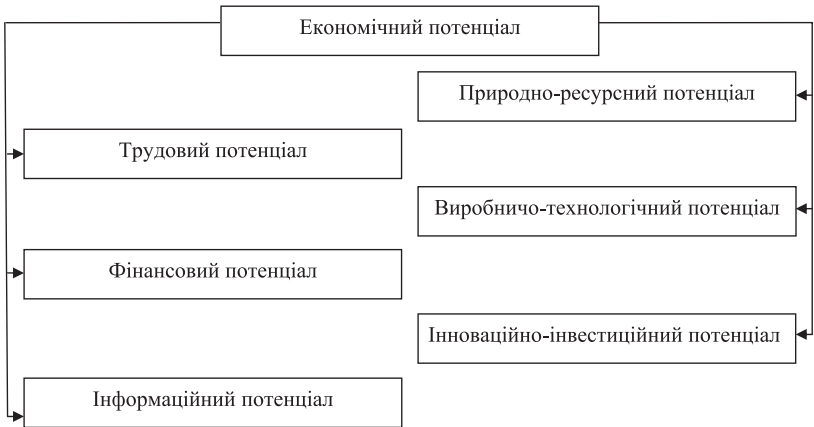 Економічний потенціал
Природно-ресурсний потенціал
Трудовий потенціал
Виробничо-технологічний потенціал
Фінансовий потенціал
Інноваційно-інвестиційний потенціал
Інформаційний потенціал